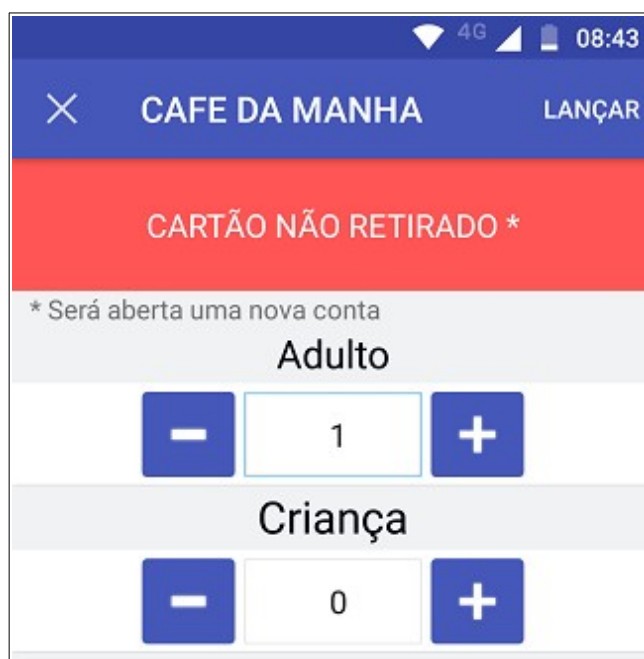 4G 08:43
CAFE DA MANHA LANÇAR
CARTÃO NÃO RETIRADO *
* Será aberta uma nova conta
Adulto
1
Criança
0